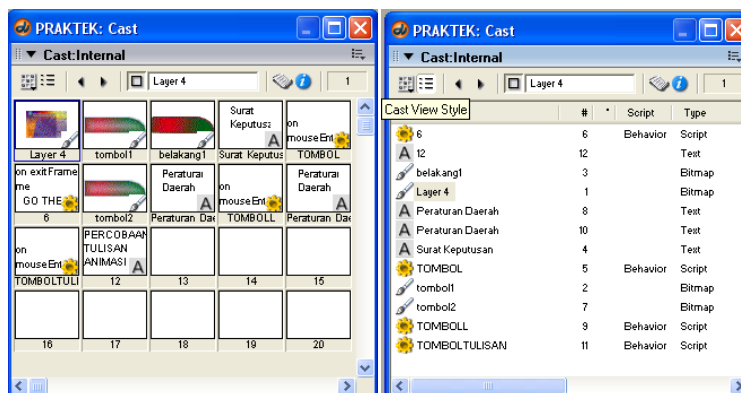 PRAKTEK: Cast
Cast:Internal
Layer 4
1
Surat
Keputusa
on
mouseEnt
Layer 4 tombol1 belakang1 Surat Keputus TOMBOL
on exitFrame
me
GO THE
Peraturan
Daerah
on
mouseEnt
Peraturan
Daerah
6 tombol2 Peraturan Dae TOMBOLL Peraturan Dae
on
mouseEnt
PERCOBAAN
TULISAN
ANIMASI
TOMBOLTULI 12 13 14 15
16 17 18 19 20
PRAKTEK: Cast
Cast:Internal
Layer 4
1
Cast View Style
# * Script Type
6 6 Behavior Script
12 12 Text
belakang1 3 Bitmap
Layer 4 1 Bitmap
Peraturan Daerah 8 Text
Peraturan Daerah 10 Text
Surat Keputusan 4 Text
TOMBOL 5 Behavior Script
tombol1 2 Bitmap
tombol2 7 Bitmap
TOMBOLL 9 Behavior Script
TOMBOLTULISAN 11 Behavior Script